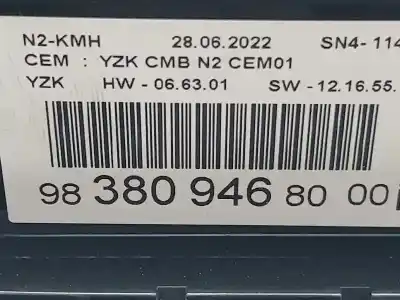 N2-KMH 28.06.2022 SN4- 114
CEM : YZK CMB N2 CEM01
YZK HW - 06.63.01 SW - 12.16.55.
98 380 946 80 00